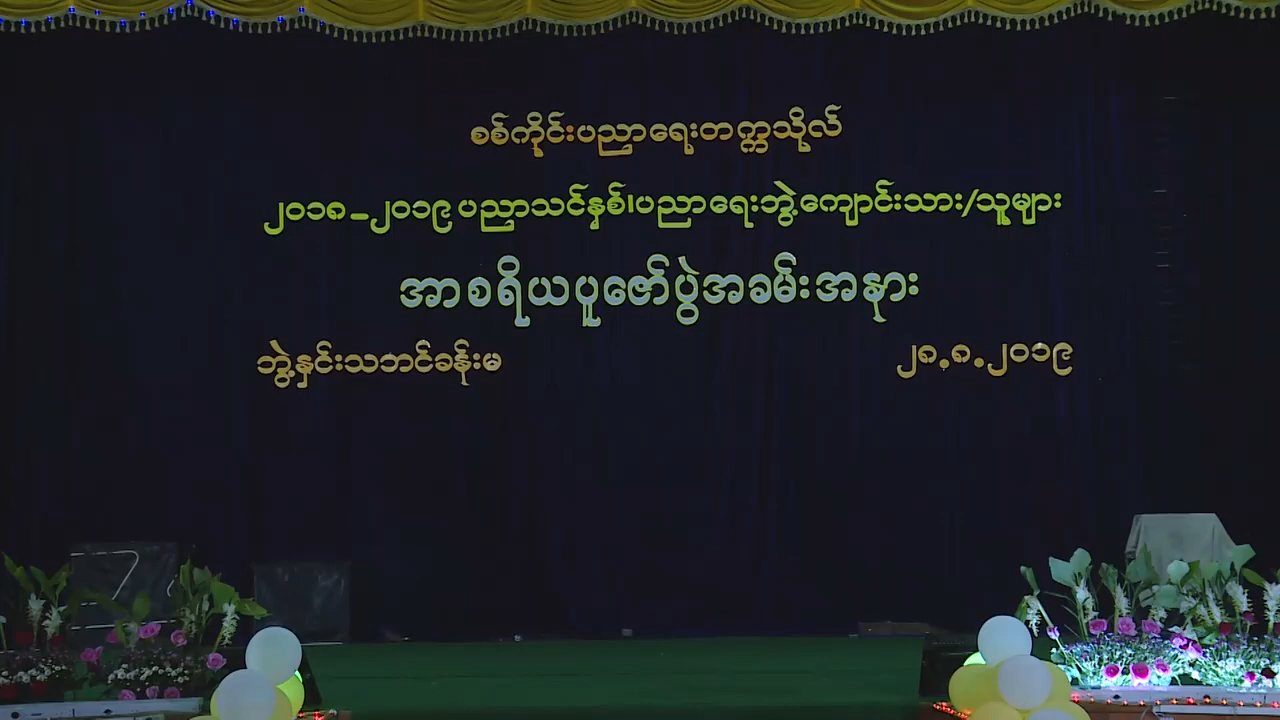 စစ်ကိုင်းပညာရေးတက္ကသိုလ်
၂၀၁၈_၂၀၁၉ ပညာသင်နှစ်၊ပညာရေးဘွဲ့ကျောင်းသား/သူများ
အာစရိယပူဇော်ပွဲအခမ်းအနား
ဘွဲ့နှင်းသဘင်ခန်းမ ၂၈.၈.၂၀၁၉